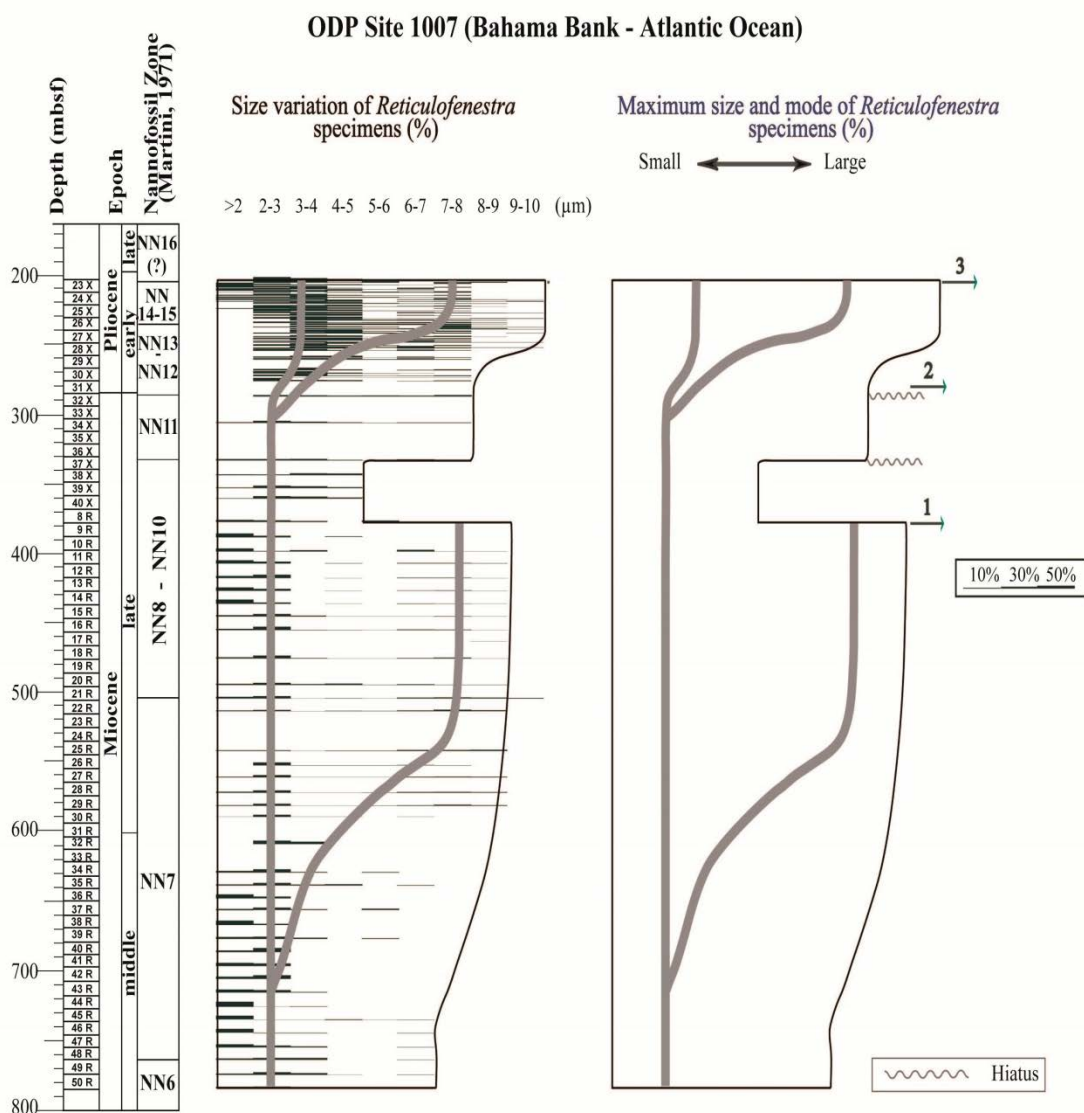 ODP Site 1007 (Bahama Bank - Atlantic Ocean)
Depth (mbsf)
Epoch
Nannofossil Zone
(Martini, 1971)
Size variation of Reticulofenestra
specimens (%)
Maximum size and mode of Reticulofenestra
specimens (%)
Small
Large
>2 2-3 3-4 4-5 5-6 6-7 7-8 8-9 9-10 (µm)
200
300
400
500
600
700
800
23 X
24 X
25 X
26 X
27 X
28 X
29 X
30 X
31 X
32 X
33 X
34 X
35 X
36 X
37 X
38 X
39 X
40 X
8 R
9 R
10 R
11 R
12 R
13 R
14 R
15 R
16 R
17 R
18 R
19 R
20 R
21 R
22 R
23 R
24 R
25 R
26 R
27 R
28 R
29 R
30 R
31 R
32 R
33 R
34 R
35 R
36 R
37 R
38 R
39 R
40 R
41 R
42 R
43 R
44 R
45 R
46 R
47 R
48 R
49 R
50 R
Pliocene
late
early
Miocene
late
middle
NN16
(?)
NN
14-15
NN13
-
NN12
NN11
NN8 - NN10
NN7
NN6
3
2
1
10% 30% 50%
Hiatus